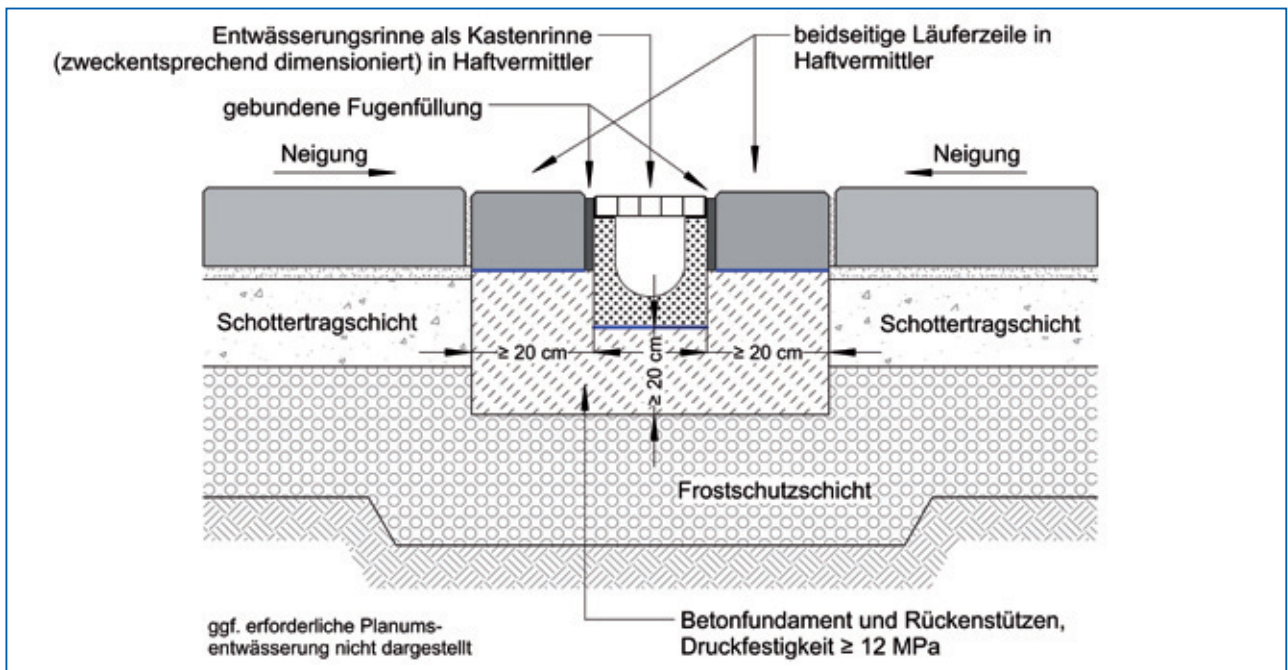 Entwässerungsrinne als Kastenrinne
(zweckentsprechend dimensioniert) in Haftvermittler
beidseitige Läuferzeile in
Haftvermittler
gebundene Fugenfüllung
Neigung
Neigung
Schottertragschicht
Schottertragschicht
≥ 20 cm
≥ 20 cm
≥ 20 cm
Frostschutzschicht
ggf. erforderliche Planums-
entwässerung nicht dargestellt
Betonfundament und Rückenstützen,
Druckfestigkeit ≥ 12 MPa